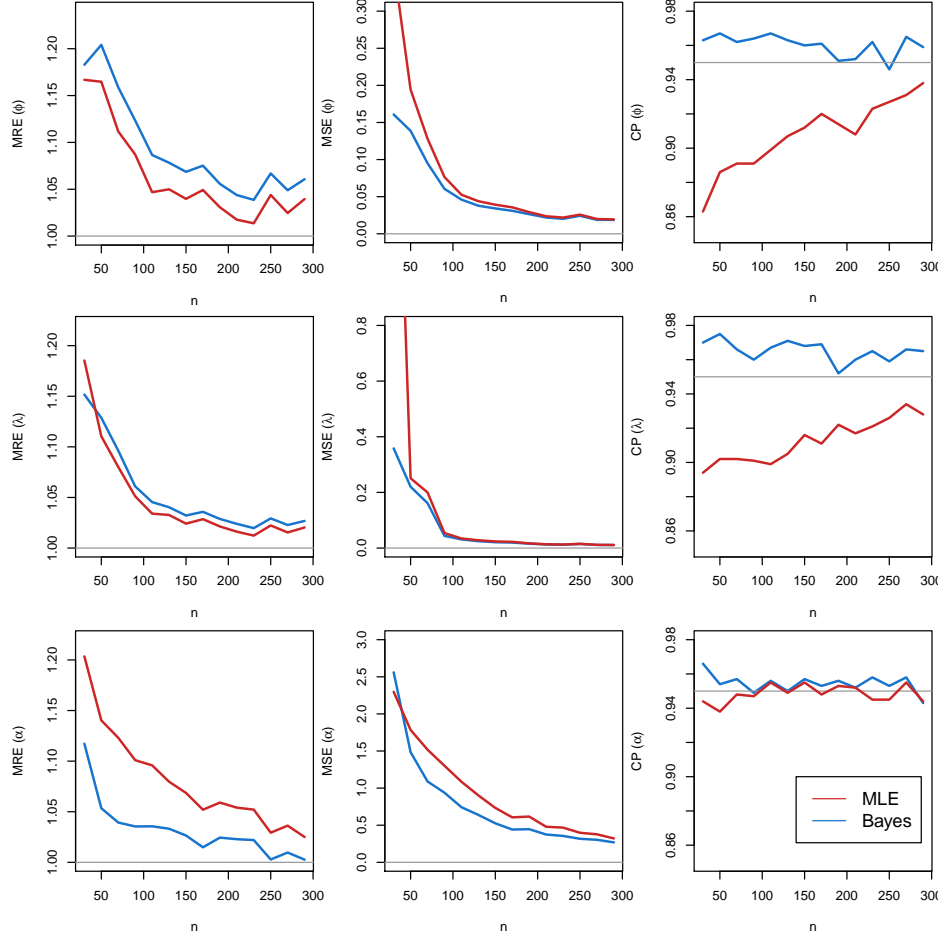 MRE (ϕ)
1.00 1.05 1.10 1.15 1.20
50 100 150 200 250 300
n
MSE (ϕ)
0.00 0.05 0.10 0.15 0.20 0.25 0.30
50 100 150 200 250 300
n
CP (ϕ)
0.86 0.90 0.94 0.98
50 100 150 200 250 300
n
MRE (λ)
1.00 1.05 1.10 1.15 1.20
50 100 150 200 250 300
n
MSE (λ)
0.0 0.2 0.4 0.6 0.8
50 100 150 200 250 300
n
CP (λ)
0.86 0.90 0.94 0.98
50 100 150 200 250 300
n
MRE (α)
1.00 1.05 1.10 1.15 1.20
50 100 150 200 250 300
n
MSE (α)
0.0 0.5 1.0 1.5 2.0 2.5 3.0
50 100 150 200 250 300
n
CP (α)
0.86 0.90 0.94 0.98
MLE
Bayes
50 100 150 200 250 300
n